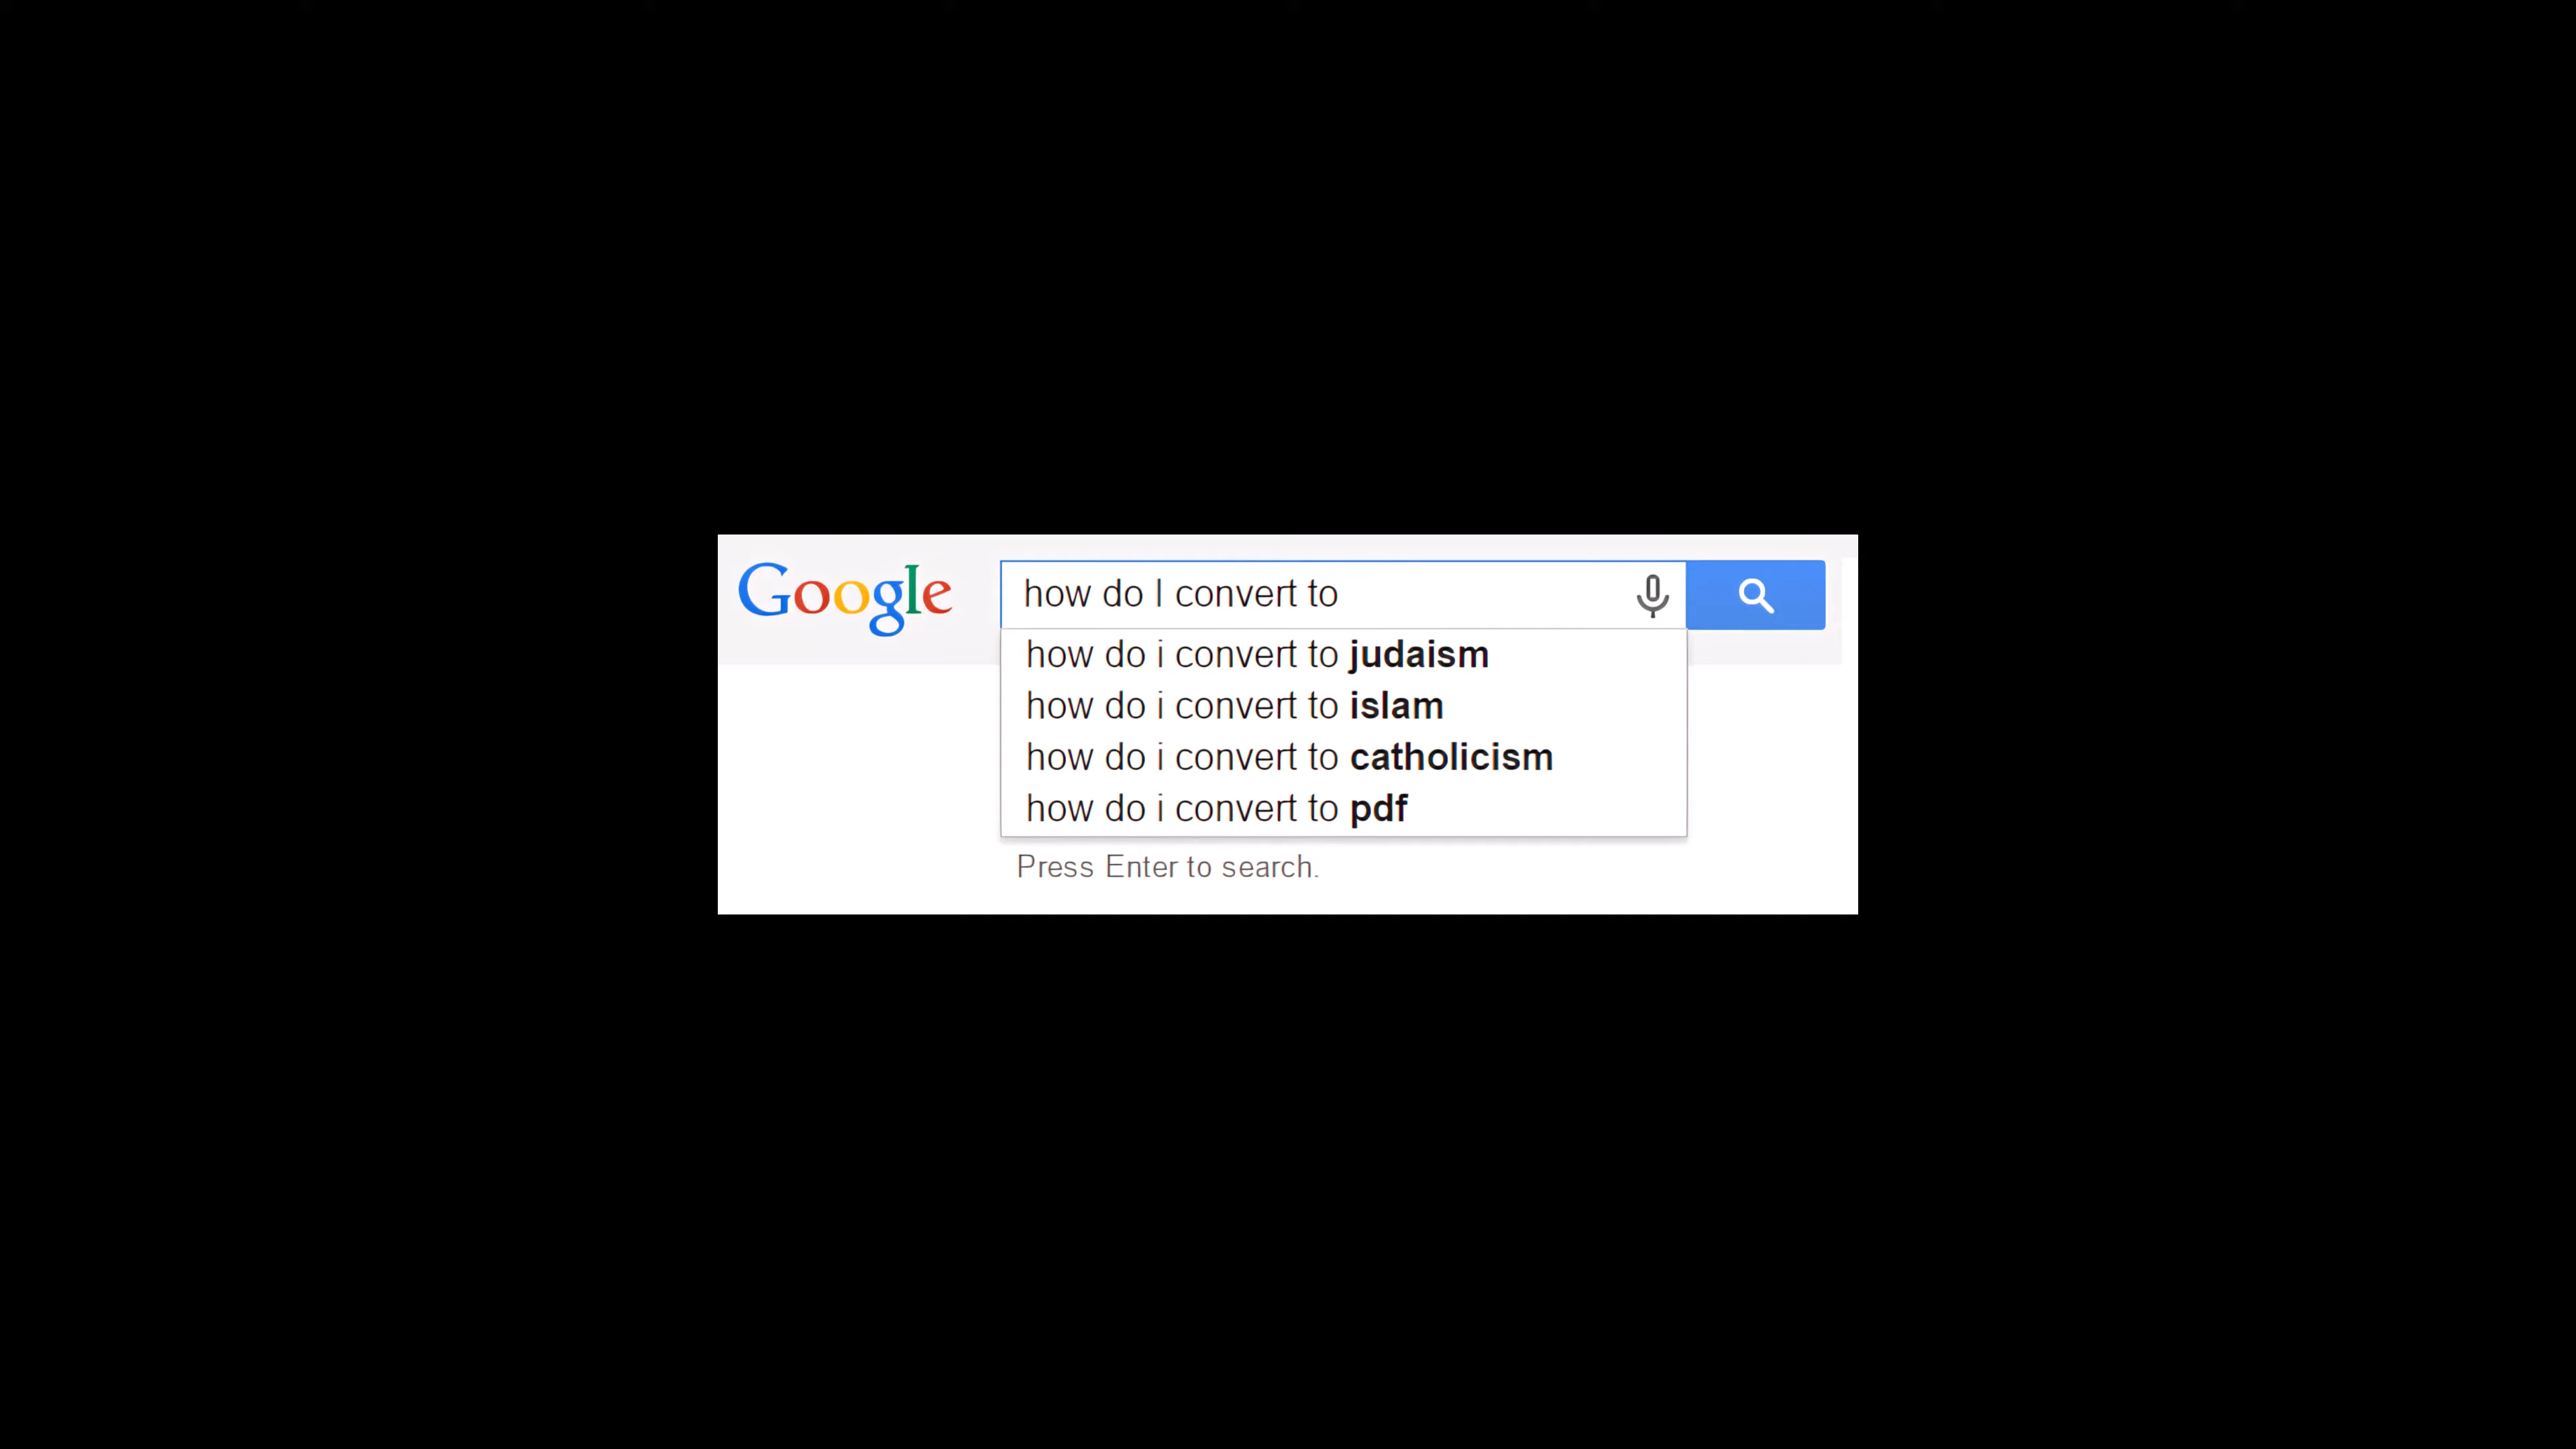 Google how do I convert to
how do i convert to judaism
how do i convert to islam
how do i convert to catholicism
how do i convert to pdf
Press Enter to search.